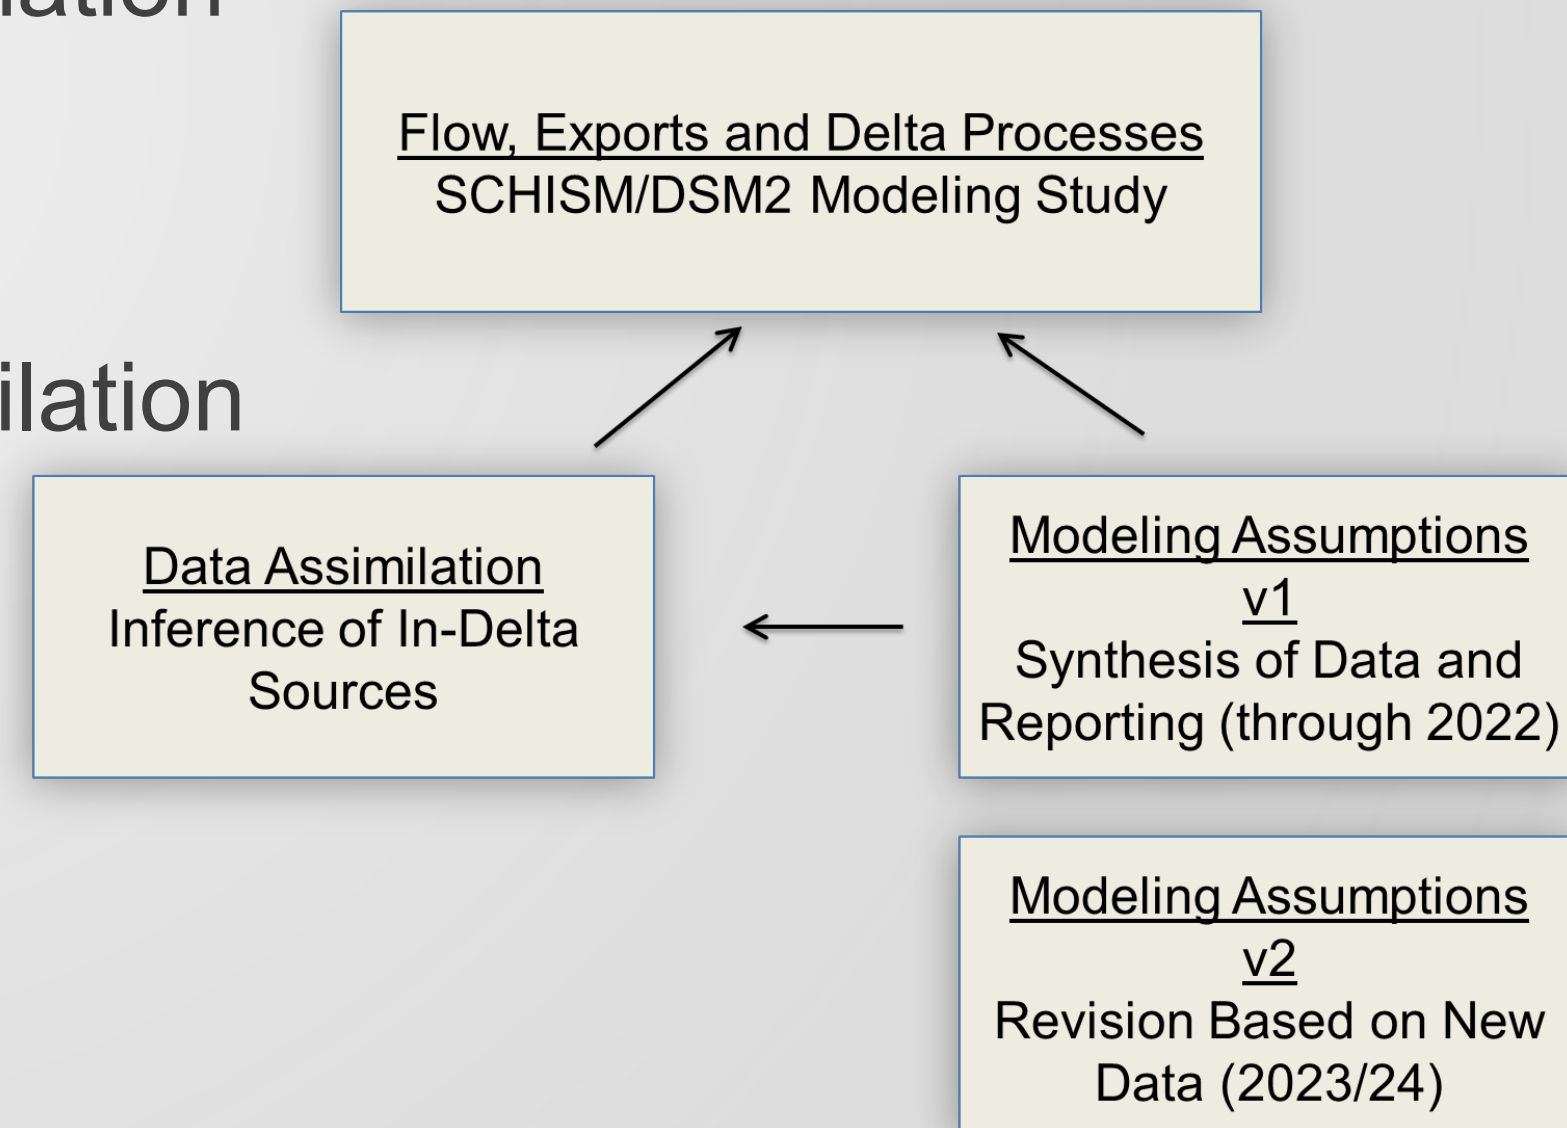 Flow, Exports and Delta Processes
SCHISM/DSM2 Modeling Study
Data Assimilation
Inference of In-Delta
Sources
Modeling Assumptions
v1
Synthesis of Data and
Reporting (through 2022)
Modeling Assumptions
v2
Revision Based on New
Data (2023/24)